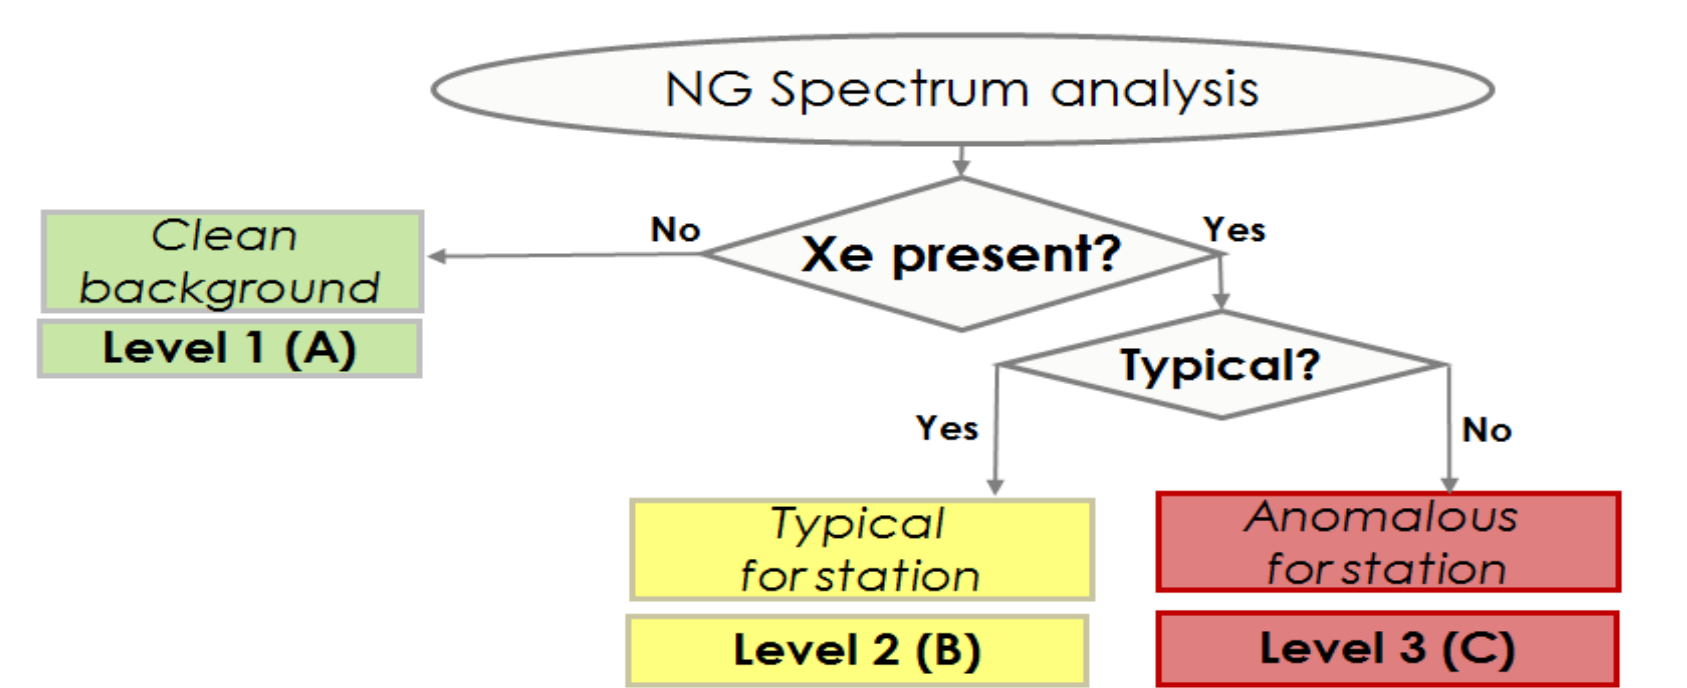 NG Spectrum analysis
No
Xe present?
Yes
Clean
background
Level 1 (A)
Typical?
Yes
No
Typical
for station
Level 2 (B)
Anomalous
for station
Level 3 (C)